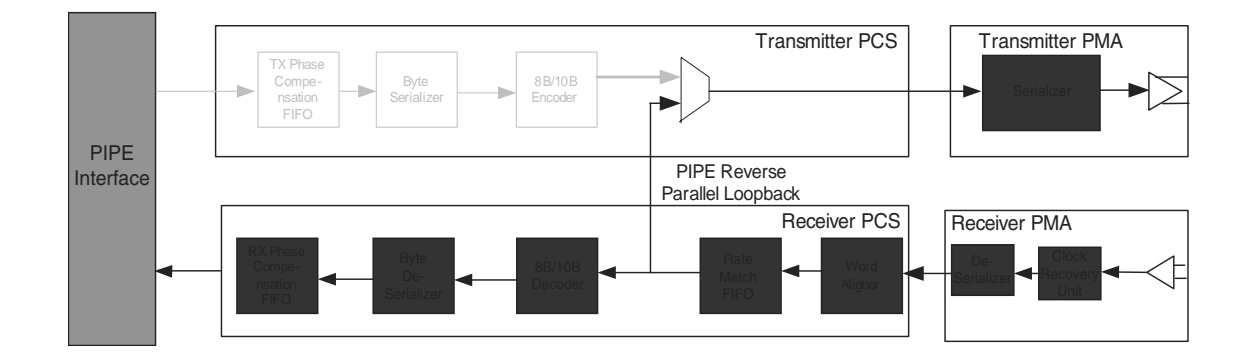 Transmitter PCS
Transmitter PMA
TX Phase
Compe-
nsation
FIFO
Byte
Serializer
8B/10B
Encoder
Serializer
PIPE
Interface
PIPE Reverse
Parallel Loopback
Receiver PCS
Receiver PMA
RX Phase
Compe-
nsation
FIFO
Byte
De-
Serializer
8B/10B
Decoder
Rate
Match
FIFO
Word
Aligner
De-
Serializer
Clock
Recovery
Unit